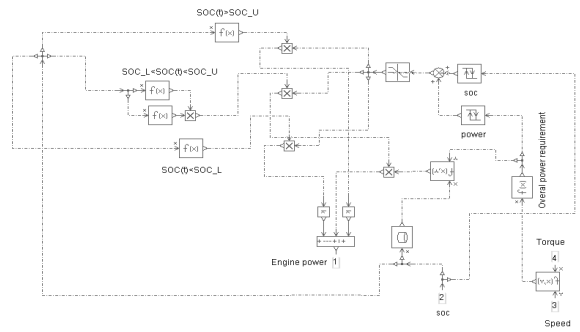 SOC(t)>SOC_U
f(x)
SOC_L<SOC(t)<SOC_U
f(x)
f(x)
soc
power
f(x)
SOC(t)<SOC_L
Overal power requirement
f(x)
Torque
4
Engine power
1
2
soc
3
Speed